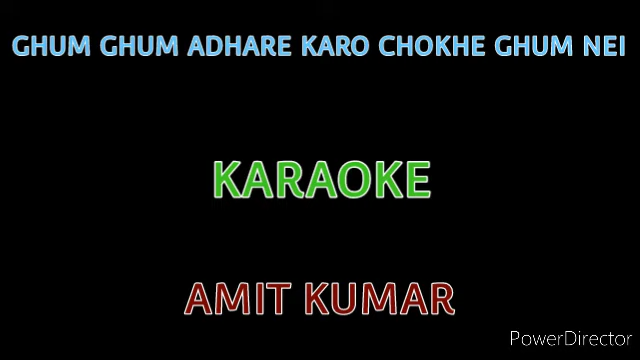 GHUM GHUM ADHARE KARO CHOKHE GHUM NEI
KARAOKE
AMIT KUMAR
PowerDirector